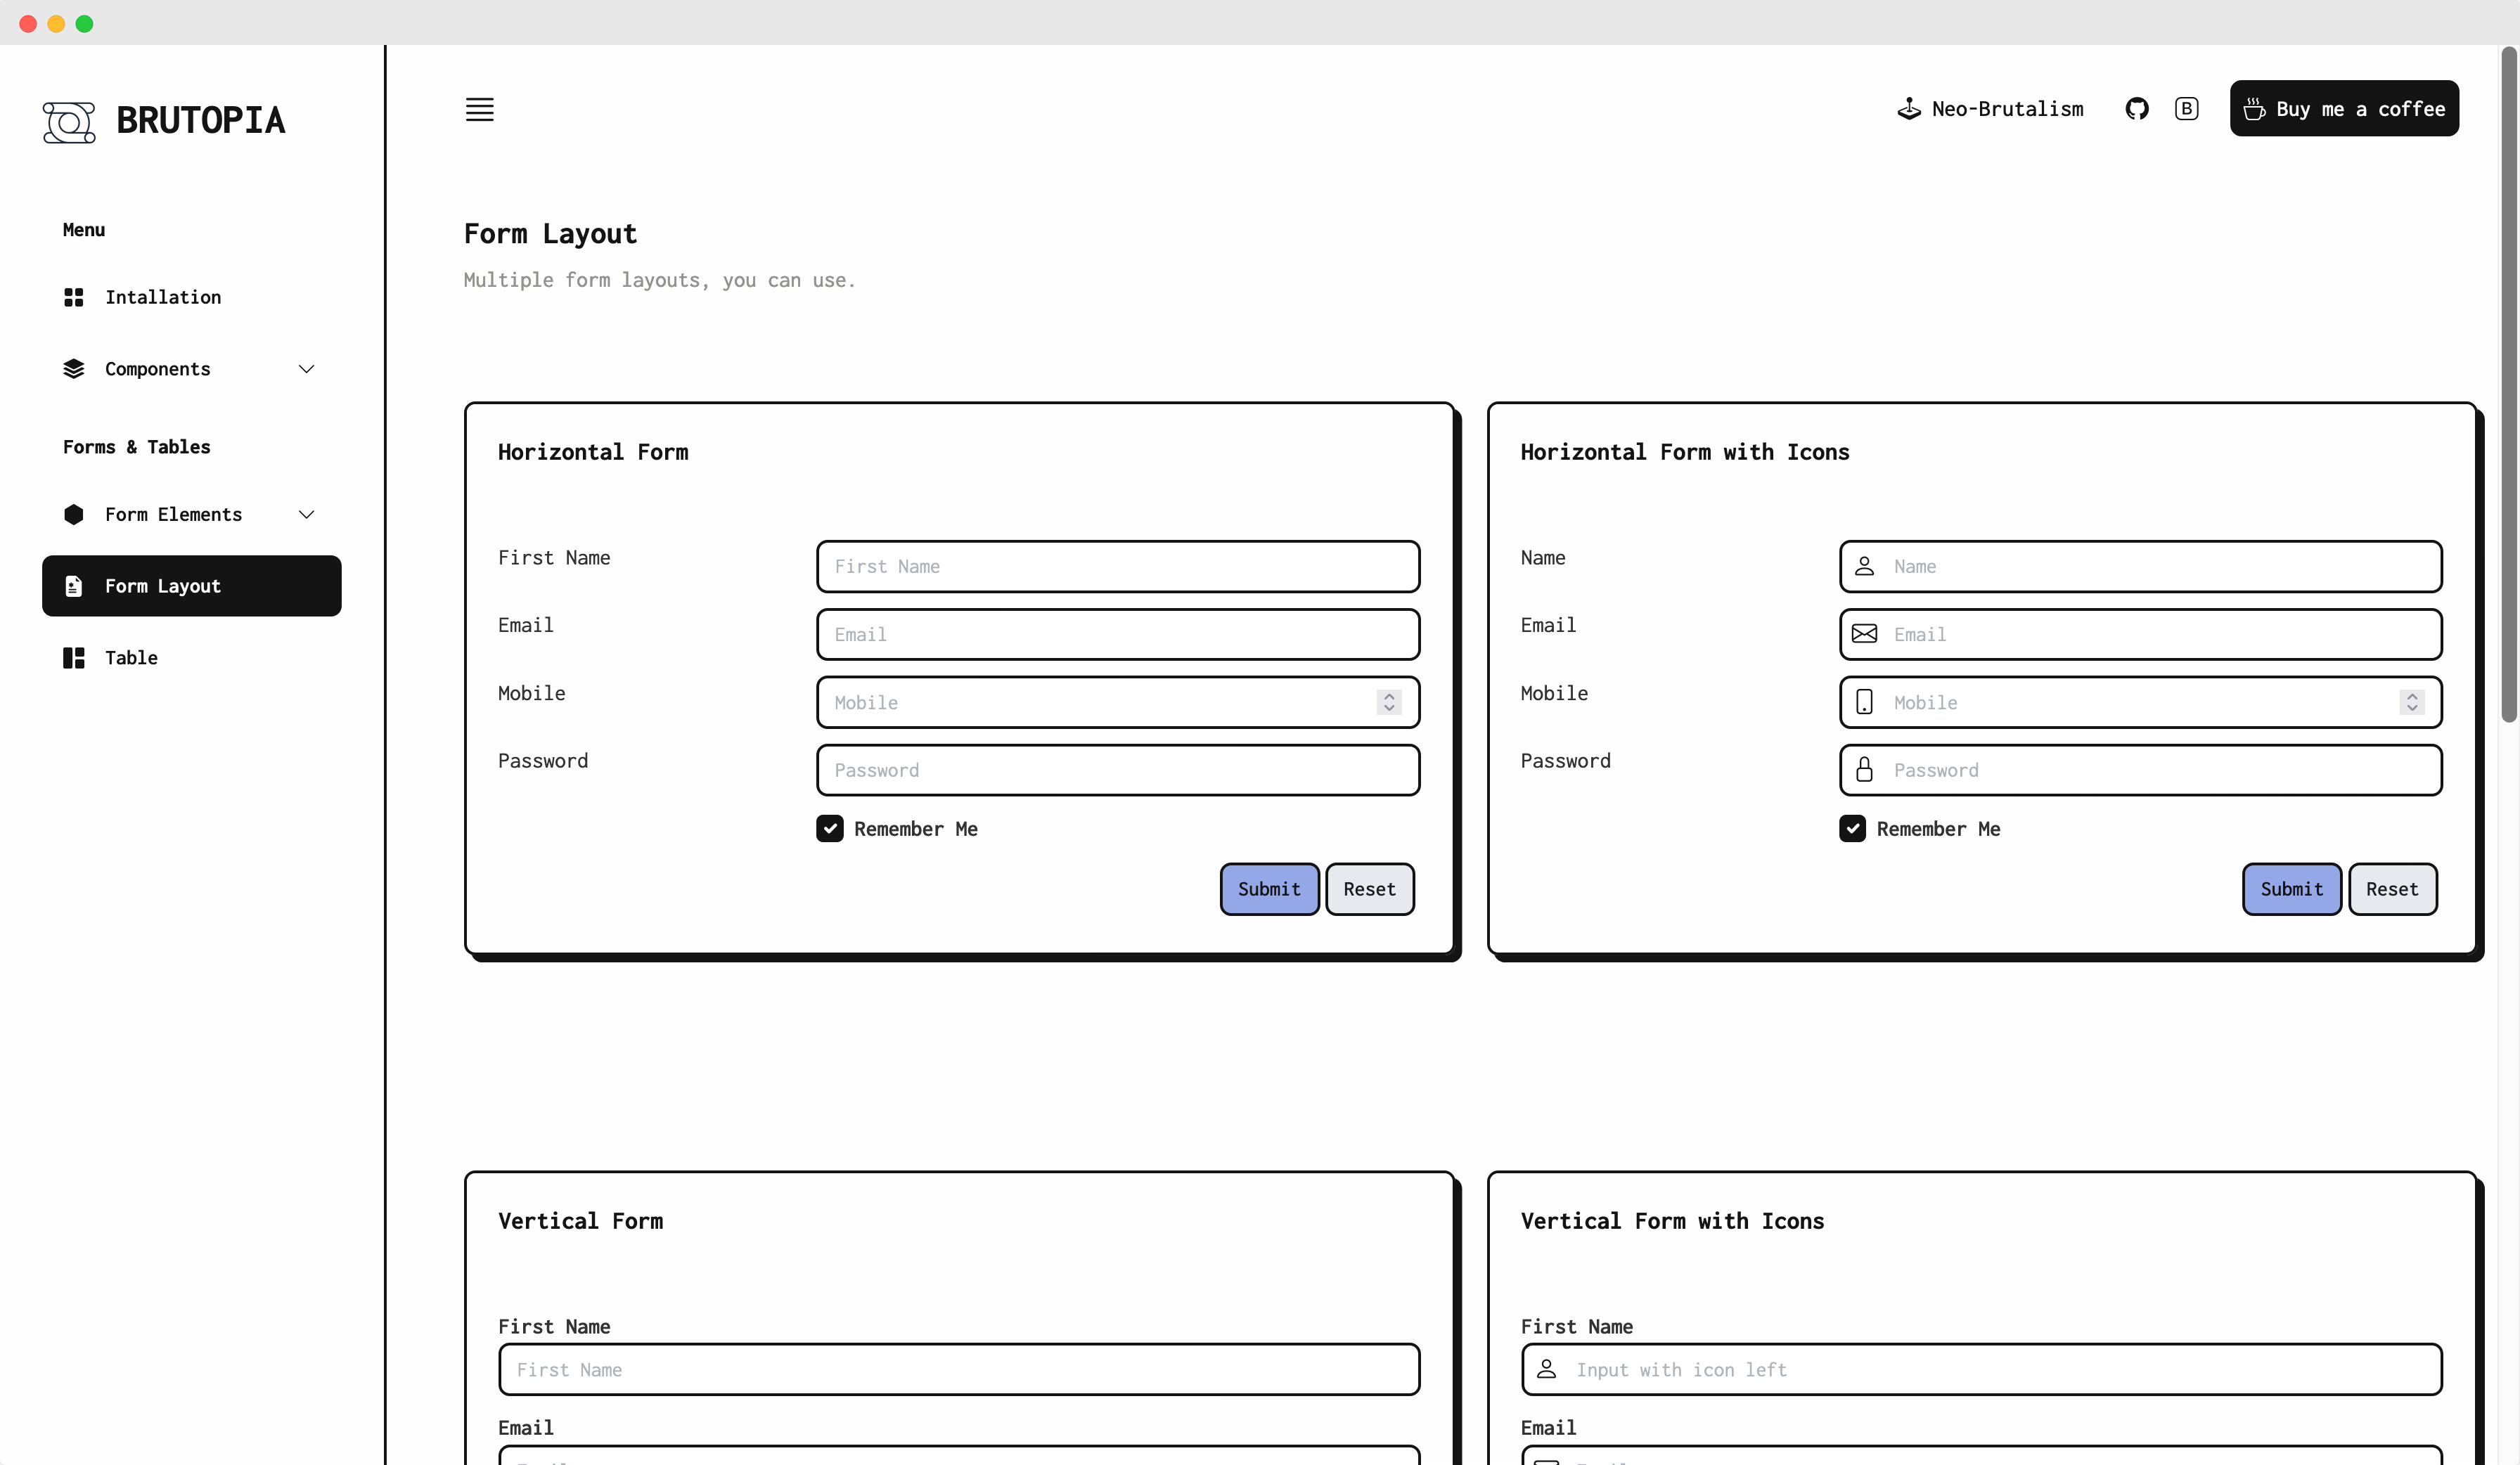 BRUTOPIA
Menu
Intallation
Components
Forms & Tables
Form Elements
Form Layout
Table
Neo-Brutalism
B
Buy me a coffee
Form Layout
Multiple form layouts, you can use.
Horizontal Form
First Name
First Name
Email
Email
Mobile
Mobile
Password
Password
Remember Me
Submit
Reset
Horizontal Form with Icons
Name
Name
Email
Email
Mobile
Mobile
Password
Password
Remember Me
Submit
Reset
Vertical Form
First Name
First Name
Email
Vertical Form with Icons
First Name
Input with icon left
Email